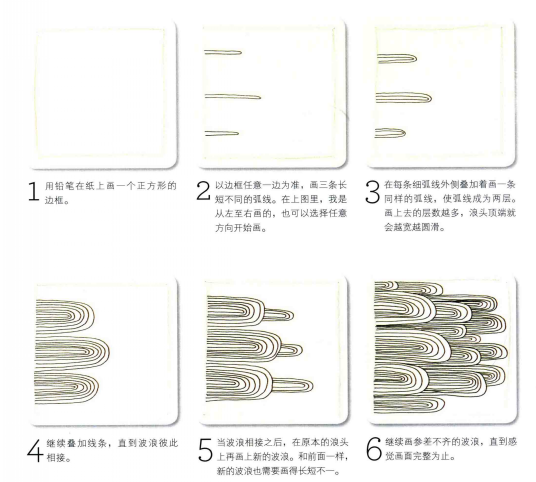 1 用铅笔在纸上画一个正方形的
边框。
2 以边框任意一边为准，画三条长
短不同的弧线。在上图里，我是
从左至右画的，也可以选择任意
方向开始画。
3 在每条细弧线外侧叠加着画一条
同样的弧线，使弧线成为两层。
画上去的层数越多，浪头顶端就
会越宽越圆滑。
4 继续叠加线条，直到波浪彼此
相接。
5 当波浪相接之后，在原本的浪头
上再画上新的波浪。和前面一样，
新的波浪也需要画得长短不一。
6 继续画参差不齐的波浪，直到感
觉画面完整为止。